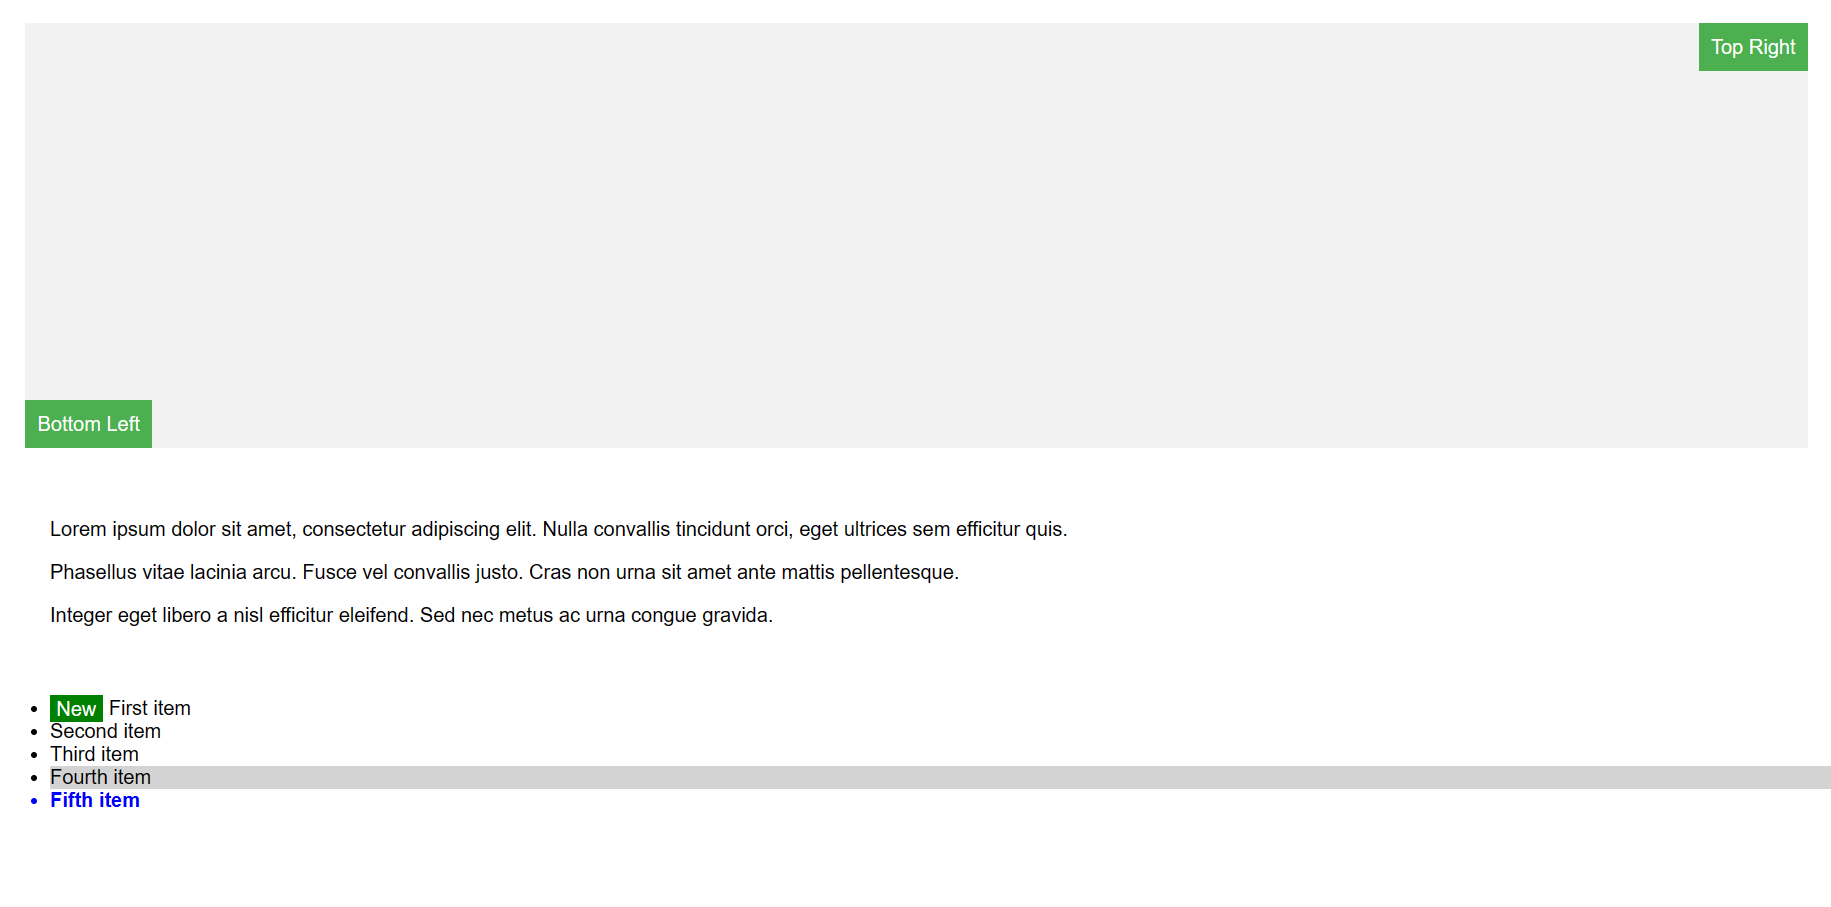 Top Right
Bottom Left
Lorem ipsum dolor sit amet, consectetur adipiscing elit. Nulla convallis tincidunt orci, eget ultrices sem efficitur quis.
Phasellus vitae lacinia arcu. Fusce vel convallis justo. Cras non urna sit amet ante mattis pellentesque.
Integer eget libero a nisl efficitur eleifend. Sed nec metus ac urna congue gravida.
• New First item
• Second item
• Third item
• Fourth item
• Fifth item